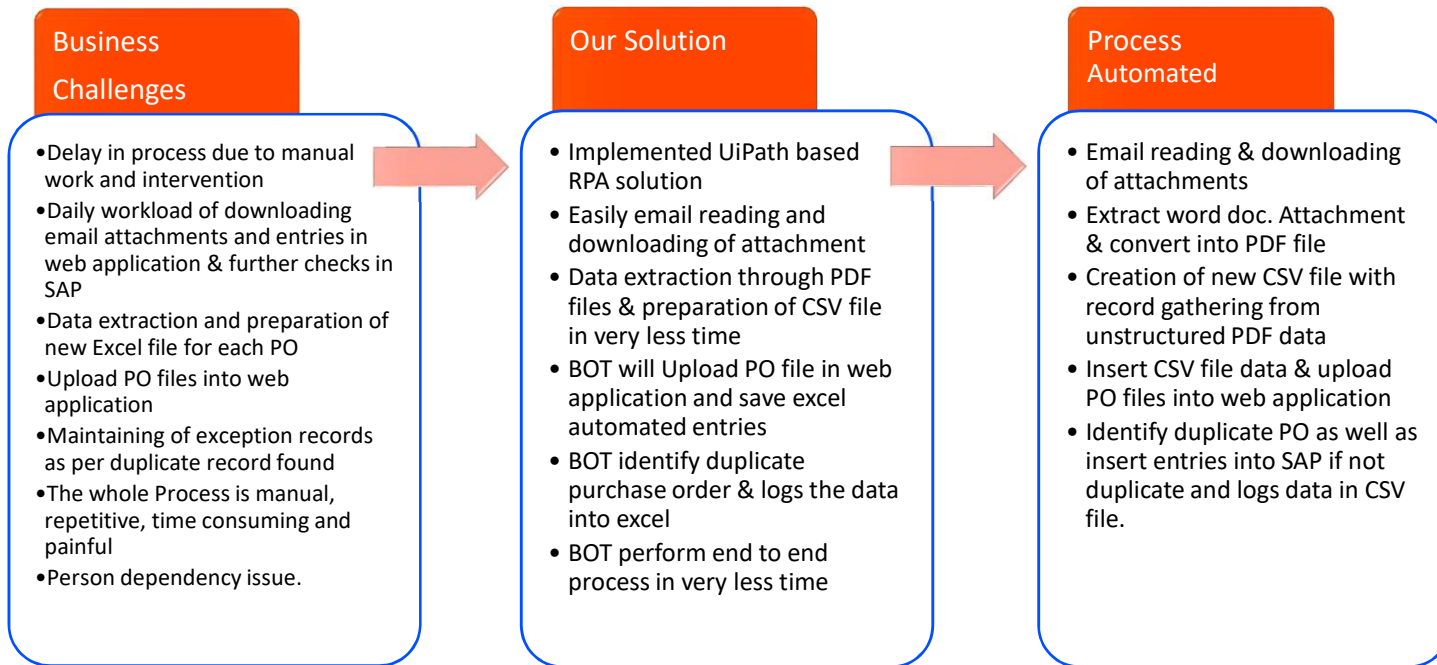 Business
Challenges
•Delay in process due to manual
work and intervention
•Daily workload of downloading
email attachments and entries in
web application & further checks in
SAP
•Data extraction and preparation of
new Excel file for each PO
•Upload PO files into web
application
•Maintaining of exception records
as per duplicate record found
•The whole Process is manual,
repetitive, time consuming and
painful
•Person dependency issue.
Our Solution
• Implemented UiPath based
RPA solution
• Easily email reading and
downloading of attachment
• Data extraction through PDF
files & preparation of CSV file
in very less time
• BOT will Upload PO file in web
application and save excel
automated entries
• BOT identify duplicate
purchase order & logs the data
into excel
• BOT perform end to end
process in very less time
Process
Automated
• Email reading & downloading
of attachments
• Extract word doc. Attachment
& convert into PDF file
• Creation of new CSV file with
record gathering from
unstructured PDF data
• Insert CSV file data & upload
PO files into web application
• Identify duplicate PO as well as
insert entries into SAP if not
duplicate and logs data in CSV
file.